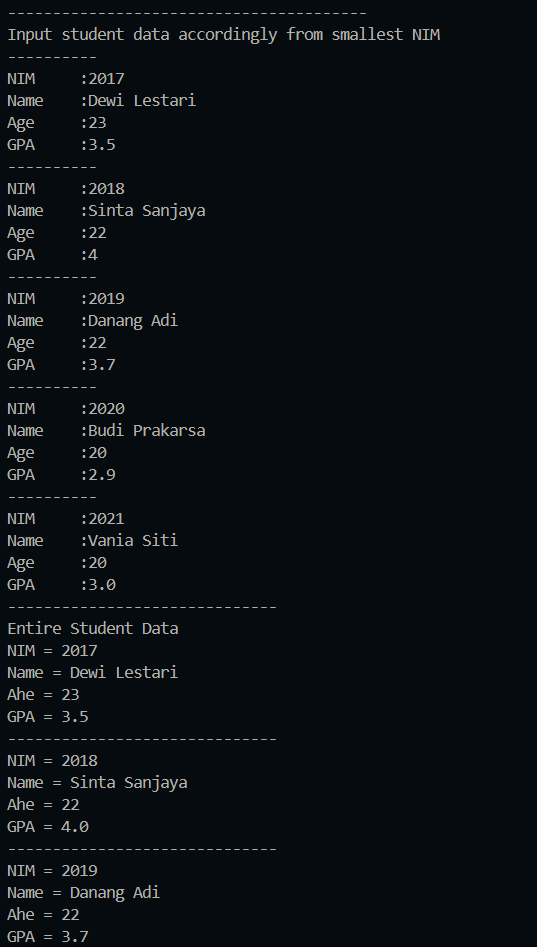 ----------------------------------------
Input student data accordingly from smallest NIM
----------
NIM     :2017
Name    :Dewi Lestari
Age     :23
GPA     :3.5
----------
NIM     :2018
Name    :Sinta Sanjaya
Age     :22
GPA     :4
----------
NIM     :2019
Name    :Danang Adi
Age     :22
GPA     :3.7
----------
NIM     :2020
Name    :Budi Prakarsa
Age     :20
GPA     :2.9
----------
NIM     :2021
Name    :Vania Siti
Age     :20
GPA     :3.0
------------------------------
Entire Student Data
NIM = 2017
Name = Dewi Lestari
Ahe = 23
GPA = 3.5
------------------------------
NIM = 2018
Name = Sinta Sanjaya
Ahe = 22
GPA = 4.0
------------------------------
NIM = 2019
Name = Danang Adi
Ahe = 22
GPA = 3.7